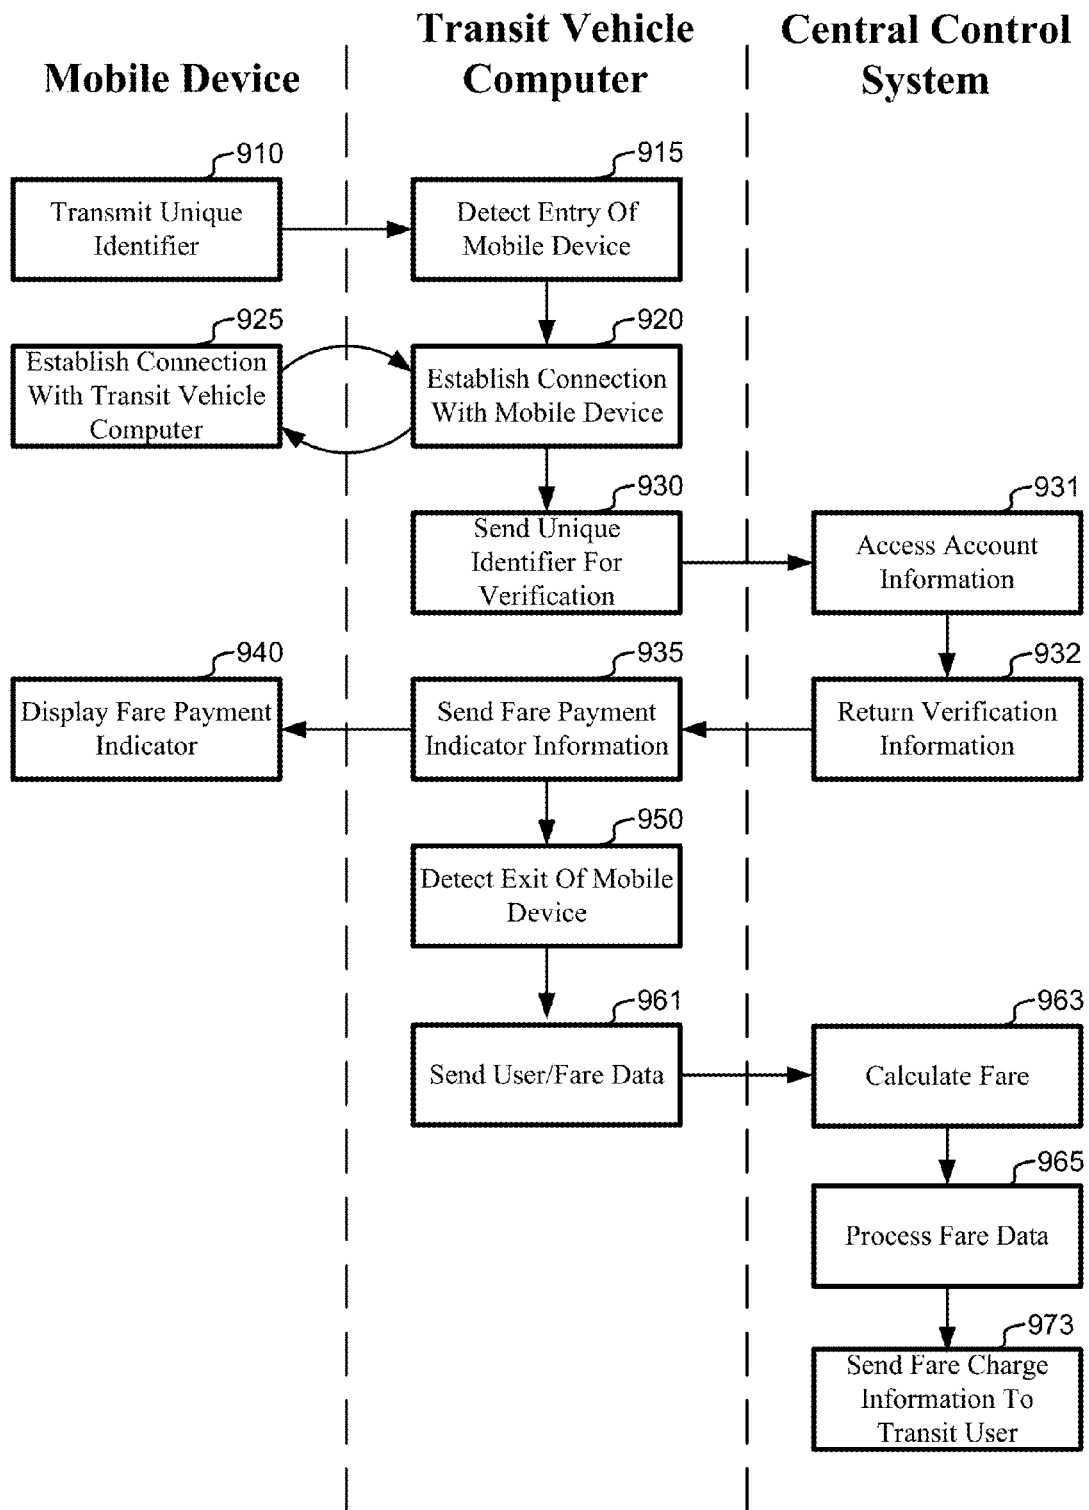 Mobile Device
Transit Vehicle
Computer
Central Control
System
910
Transmit Unique
Identifier
915
Detect Entry Of
Mobile Device
925
Establish Connection
With Transit Vehicle
Computer
920
Establish Connection
With Mobile Device
930
Send Unique
Identifier For
Verification
931
Access Account
Information
940
Display Fare Payment
Indicator
935
Send Fare Payment
Indicator Information
932
Return Verification
Information
950
Detect Exit Of Mobile
Device
961
Send User/Fare Data
963
Calculate Fare
965
Process Fare Data
973
Send Fare Charge
Information To
Transit User